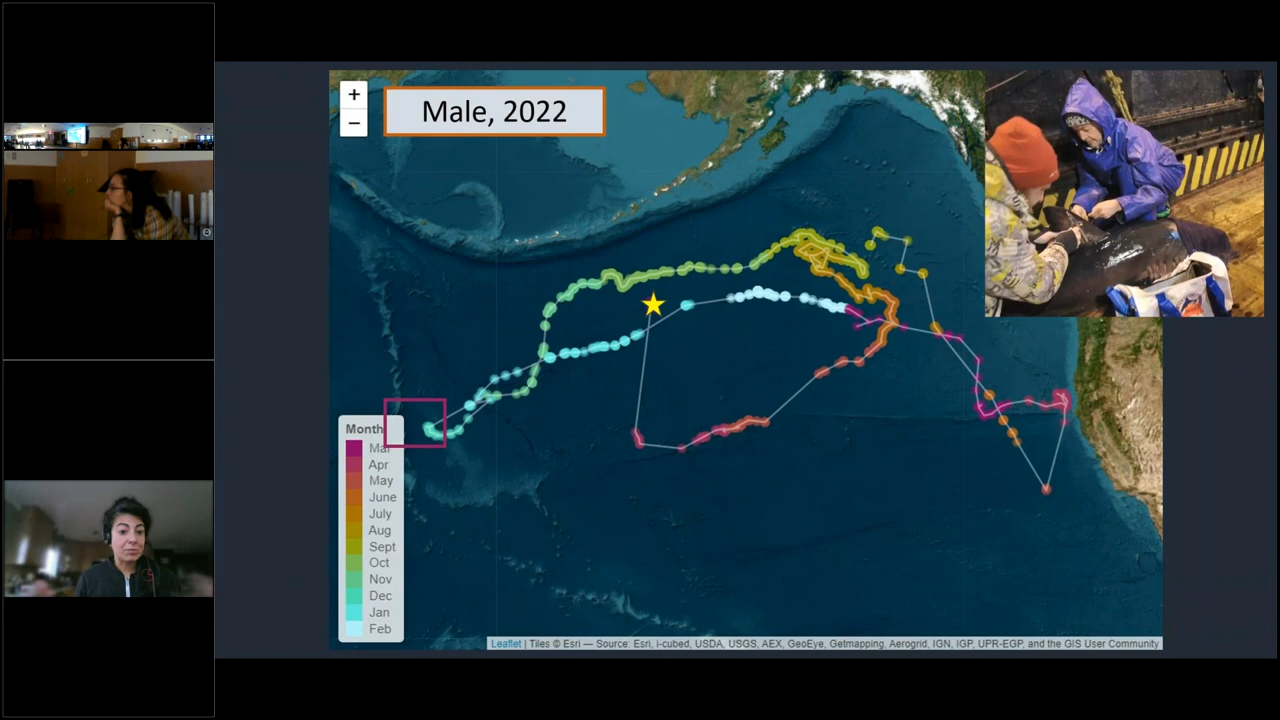 +
−
Male, 2022
Month
Mar
Apr
May
June
July
Aug
Sept
Oct
Nov
Dec
Jan
Feb
Leaflet | Tiles © Esri — Source: Esri, i-cubed, USDA, USGS, AEX, GeoEye, Getmapping, Aerogrid, IGN, IGP, UPR-EGP, and the GIS User Community